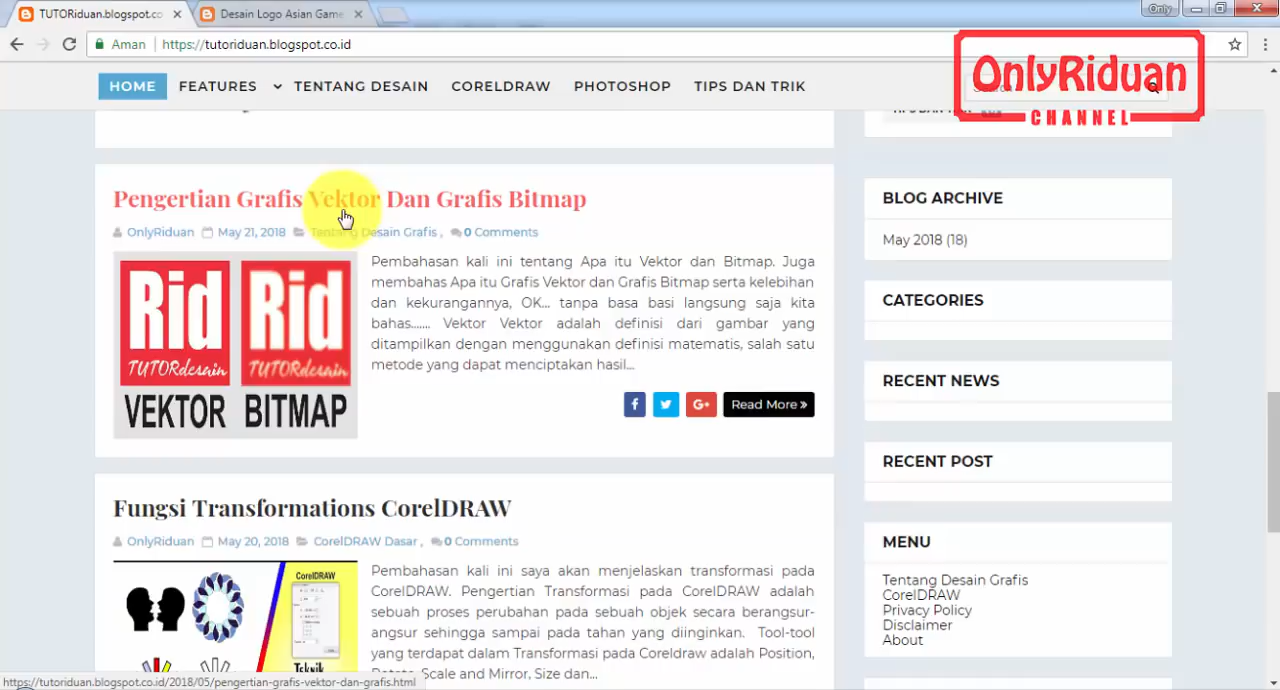 TUTORiduan.blogspot.co
Desain Logo Asian Game
Only
Aman
https://tutoriduan.blogspot.co.id
HOME
FEATURES
TENTANG DESAIN
CORELDRAW
PHOTOSHOP
TIPS DAN TRIK
OnlyRiduan
CHANNEL
Pengertian Grafis Vektor Dan Grafis Bitmap
OnlyRiduan May 21, 2018 Tentang Desain Grafis , 0 Comments
Rid
TUTORdesain
VEKTOR
Rid
TUTORdesain
BITMAP
Pembahasan kali ini tentang Apa itu Vektor dan Bitmap. Juga
membahas Apa itu Grafis Vektor dan Grafis Bitmap serta kelebihan
dan kekurangannya, OK... tanpa basa basi langsung saja kita
bahas....... Vektor Vektor adalah definisi dari gambar yang
ditampilkan dengan menggunakan definisi matematis, salah satu
metode yang dapat menciptakan hasil...
f
G+
Read More »
Fungsi Transformations CorelDRAW
OnlyRiduan May 20, 2018 CorelDRAW Dasar , 0 Comments
CorelDRAW
Teknik
Pembahasan kali ini saya akan menjelaskan transformasi pada
CorelDRAW. Pengertian Transformasi pada CorelDRAW adalah
sebuah proses perubahan pada sebuah objek secara berangsur-
angsur sehingga sampai pada tahan yang diinginkan. Tool-tool
yang terdapat dalam Transformasi pada Coreldraw adalah Position,
Rotate, Scale and Mirror, Size dan...
TIPS DAN TRIK
BLOG ARCHIVE
May 2018 (18)
CATEGORIES
RECENT NEWS
RECENT POST
MENU
Tentang Desain Grafis
CorelDRAW
Privacy Policy
Disclaimer
About
https://tutoriduan.blogspot.co.id/2018/05/pengertian-grafis-vektor-dan-grafis.html